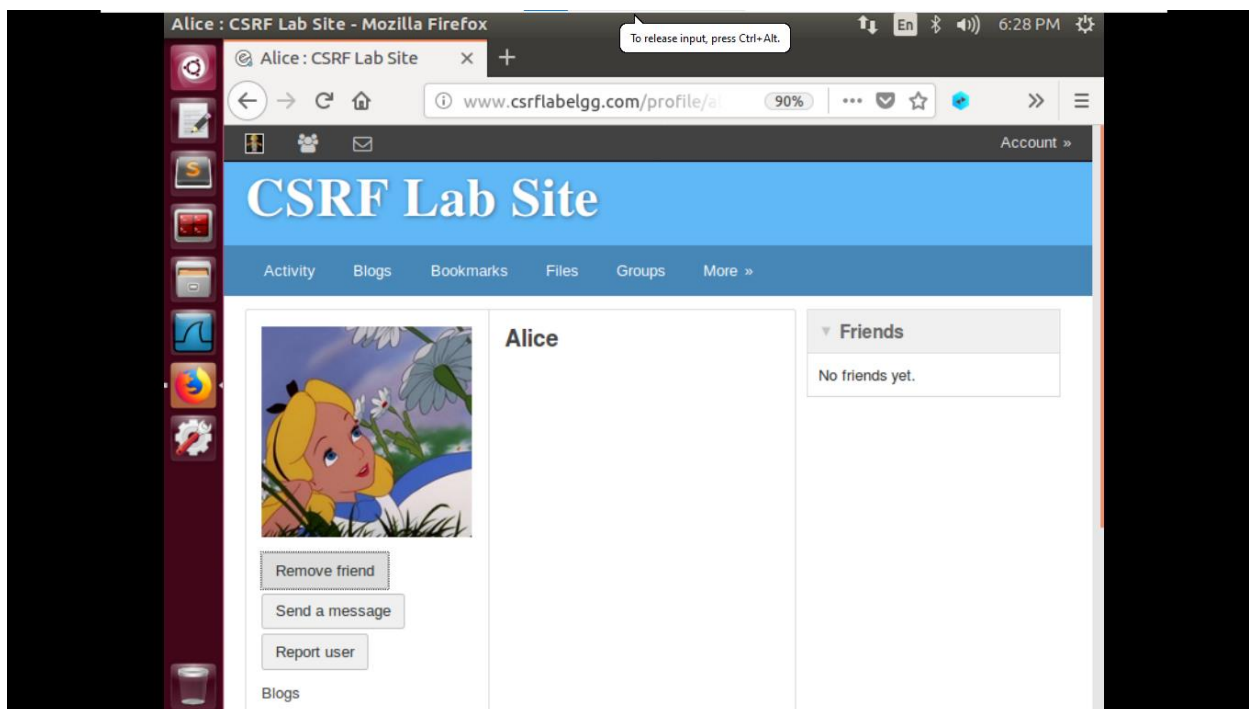 Alice : CSRF Lab Site - Mozilla Firefox
To release input, press Ctrl+Alt.
En
6:28 PM
Alice : CSRF Lab Site
www.csrflabelgg.com/profile/a
90%
Account »
CSRF Lab Site
Activity Blogs Bookmarks Files Groups More »
Alice
Friends
No friends yet.
Remove friend
Send a message
Report user
Blogs